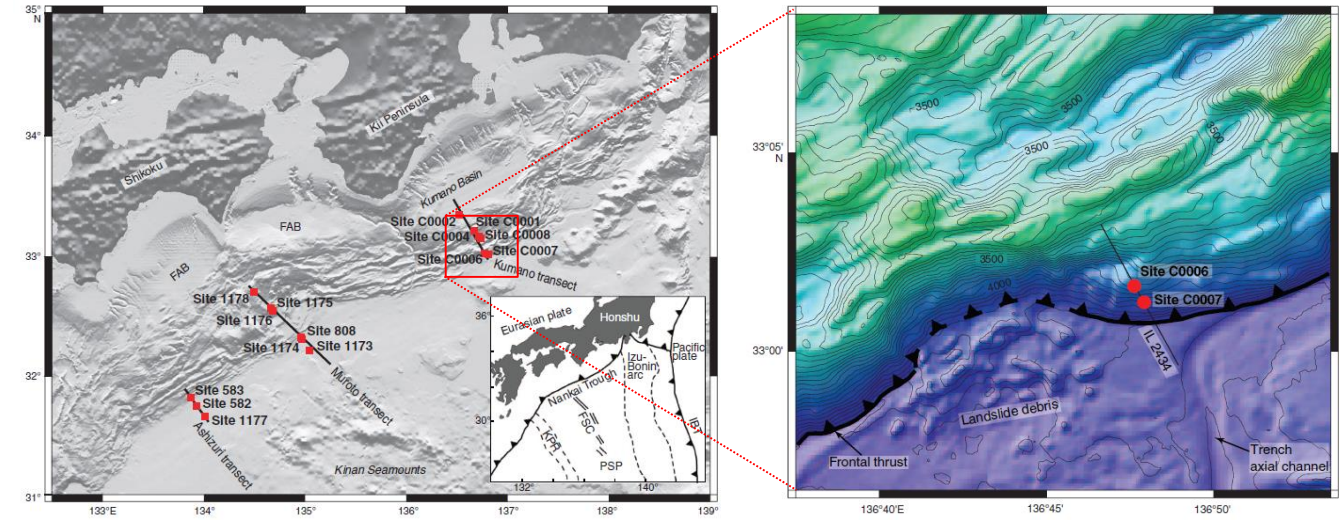 35°
N
34°
33°
32°
31°
133°E
134°
135°
136°
137°
138°
139°
Shikoku
Kii Peninsula
Kumano Basin
FAB
FAB
Site C0002
Site C0001
Site C0004
Site C0008
Site C0007
Site C0006
Kumano transect
Site 1178
Site 1175
Site 1176
Site 808
Site 1174
Site 1173
Muroto transect
Site 583
Site 582
Site 1177
Ashizuri transect
Kinan Seamounts
36°
30°
132°
140°
Eurasian plate
Honshu
Pacific
plate
Izu-
Bonin
arc
Nankai Trough
FSC
KPR
PSP
IBT
33°05'
N
33°00'
136°40'E
136°45'
136°50'
3500
3500
3500
3500
3500
4000
Site C0006
Site C0007
IL 2434
Landslide debris
Frontal thrust
Trench
axial channel